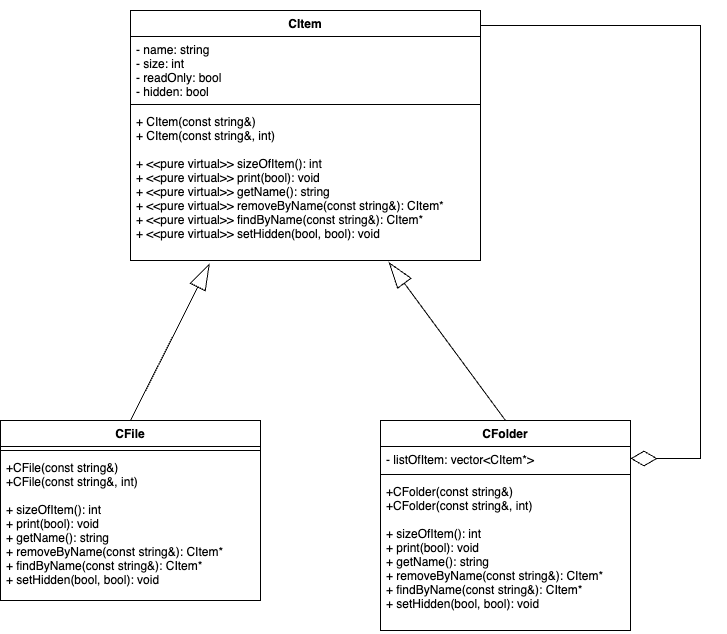 CItem
- name: string
- size: int
- readOnly: bool
- hidden: bool
+ CItem(const string&)
+ CItem(const string&, int)
+ <<pure virtual>> sizeOfItem(): int
+ <<pure virtual>> print(bool): void
+ <<pure virtual>> getName(): string
+ <<pure virtual>> removeByName(const string&): CItem*
+ <<pure virtual>> findByName(const string&): CItem*
+ <<pure virtual>> setHidden(bool, bool): void
CFile
+CFile(const string&)
+CFile(const string&, int)
+ sizeOfItem(): int
+ print(bool): void
+ getName(): string
+ removeByName(const string&): CItem*
+ findByName(const string&): CItem*
+ setHidden(bool, bool): void
CFolder
- listOfItem: vector<CItem*>
+CFolder(const string&)
+CFolder(const string&, int)
+ sizeOfItem(): int
+ print(bool): void
+ getName(): string
+ removeByName(const string&): CItem*
+ findByName(const string&): CItem*
+ setHidden(bool, bool): void